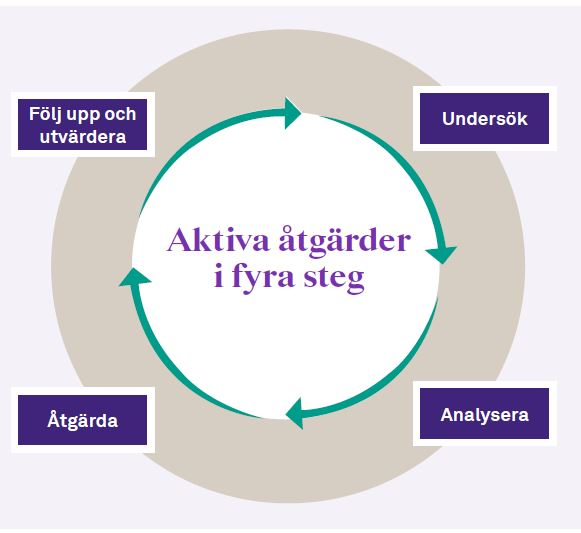 Följ upp och
utvärdera
Undersök
Aktiva åtgärder
i fyra steg
Åtgärda
Analysera